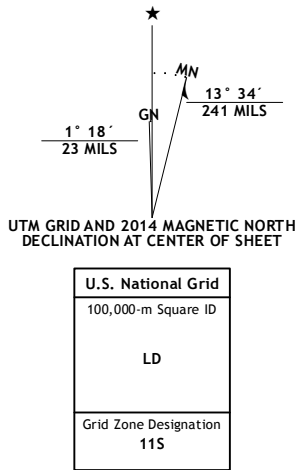 MN
GN
13° 34´
241 MILS
1° 18´
23 MILS
UTM GRID AND 2014 MAGNETIC NORTH
DECLINATION AT CENTER OF SHEET
U.S. National Grid
100,000-m Square ID
LD
Grid Zone Designation
11S